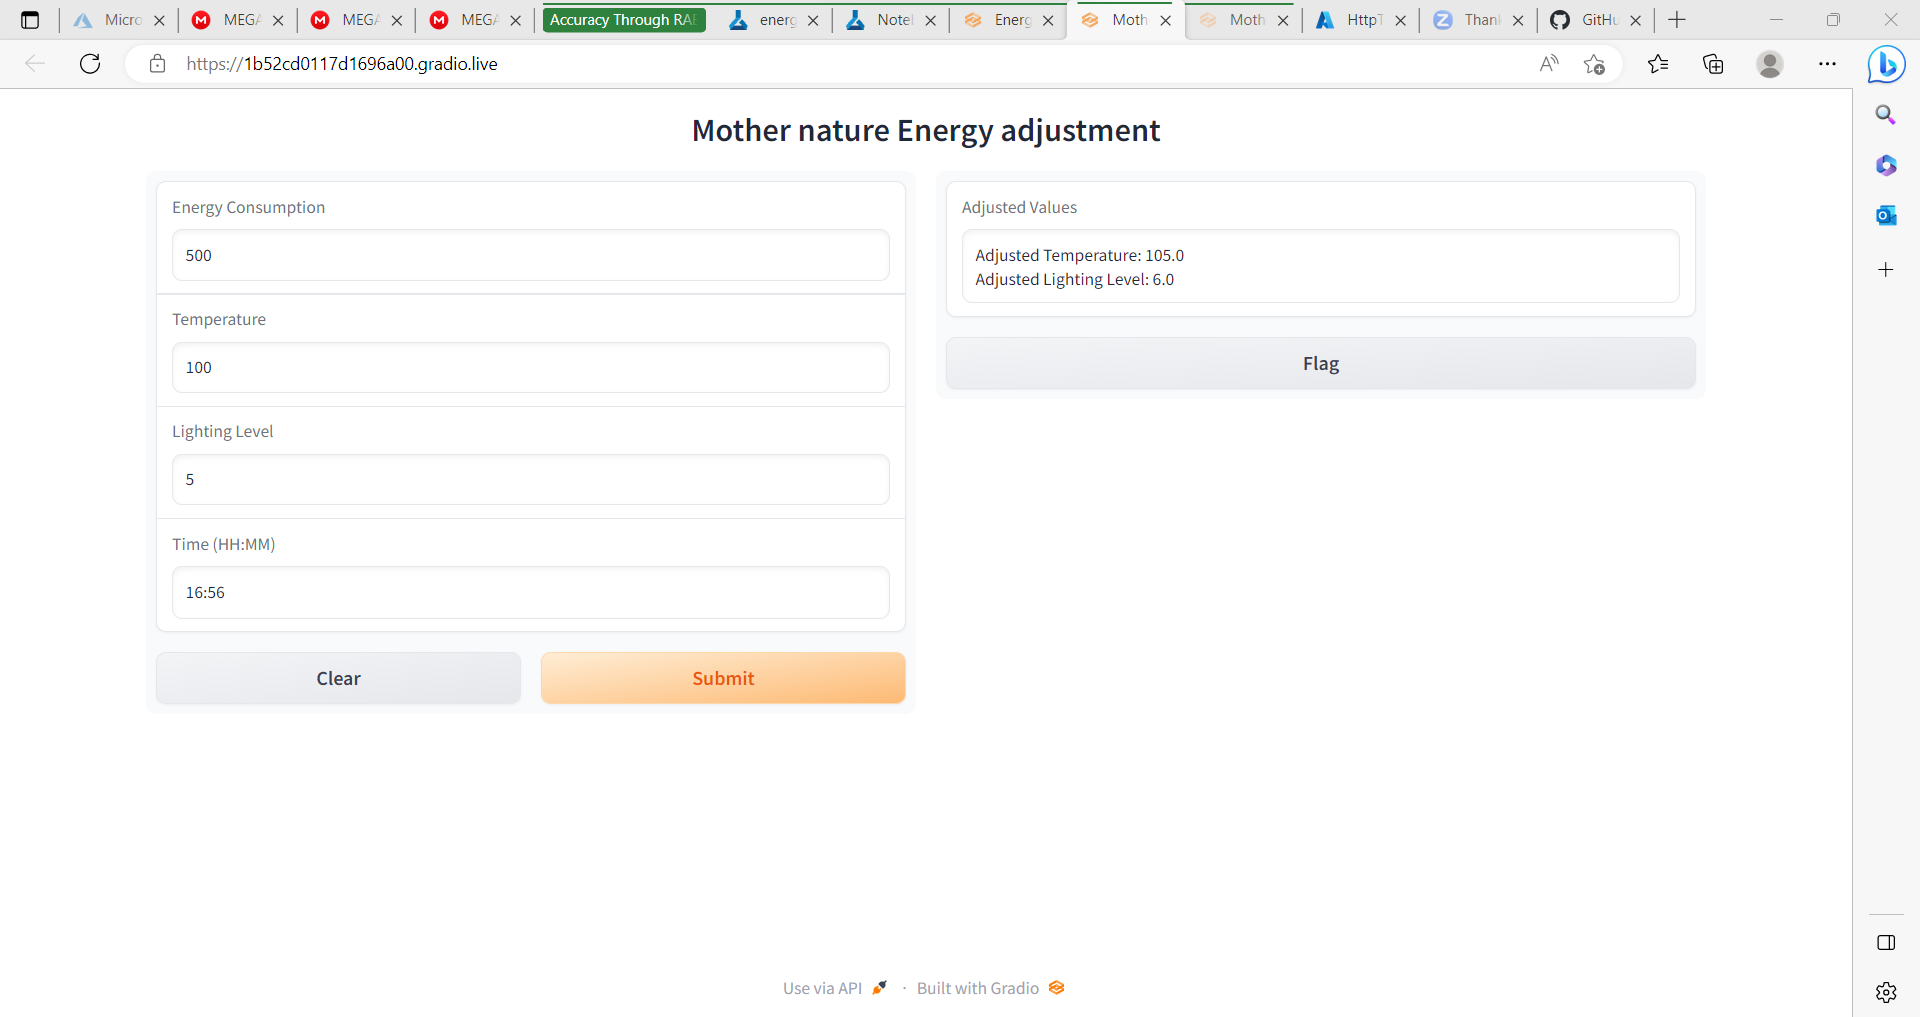 Micro
MEGA
MEGA
MEGA
Accuracy Through RAE
energ
Notel
Energ
Moth
Moth
HttpT
Thank
GitHu
https://1b52cd0117d1696a00.gradio.live
Mother nature Energy adjustment
Energy Consumption
500
Temperature
100
Lighting Level
5
Time (HH:MM)
16:56
Clear
Submit
Adjusted Values
Adjusted Temperature: 105.0
Adjusted Lighting Level: 6.0
Flag
Use via API · Built with Gradio